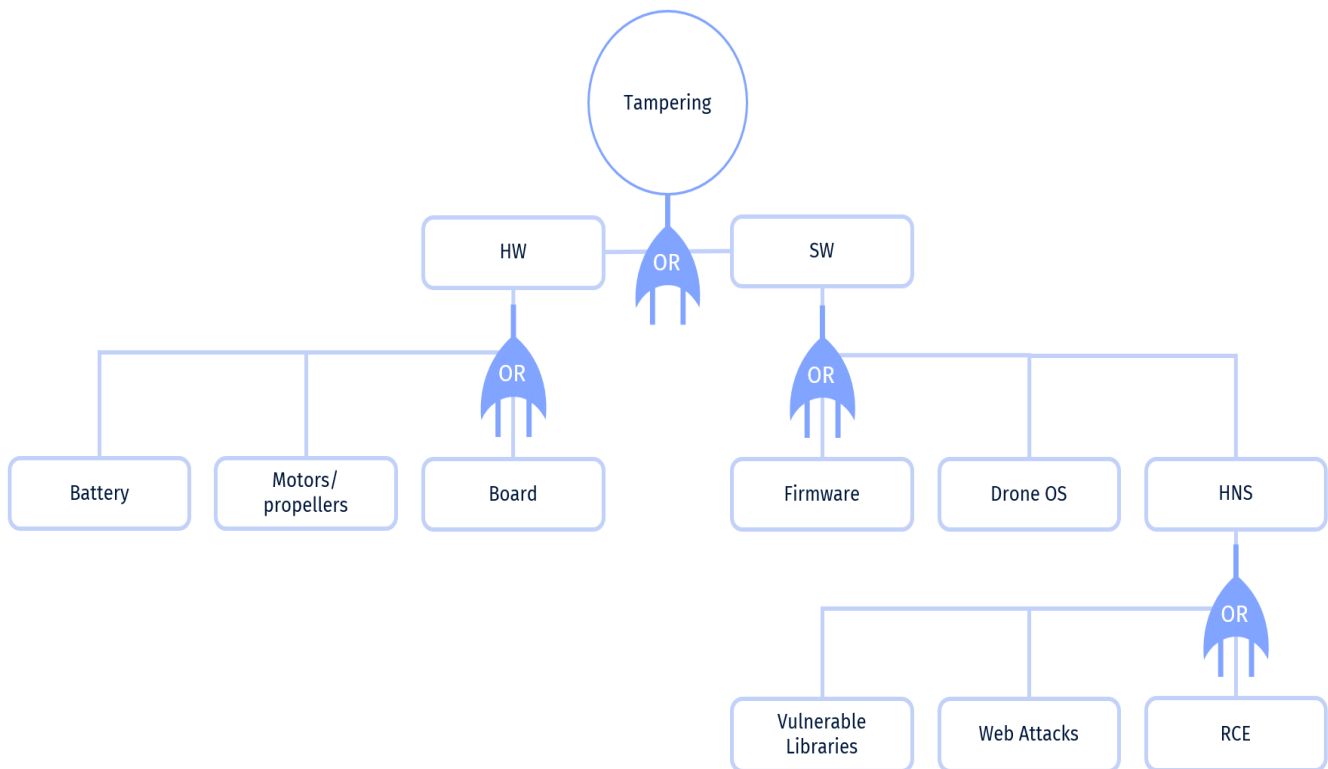 Tampering
HW
OR
SW
OR
OR
Battery
Motors/
propellers
Board
Firmware
Drone OS
HNS
OR
Vulnerable
Libraries
Web Attacks
RCE